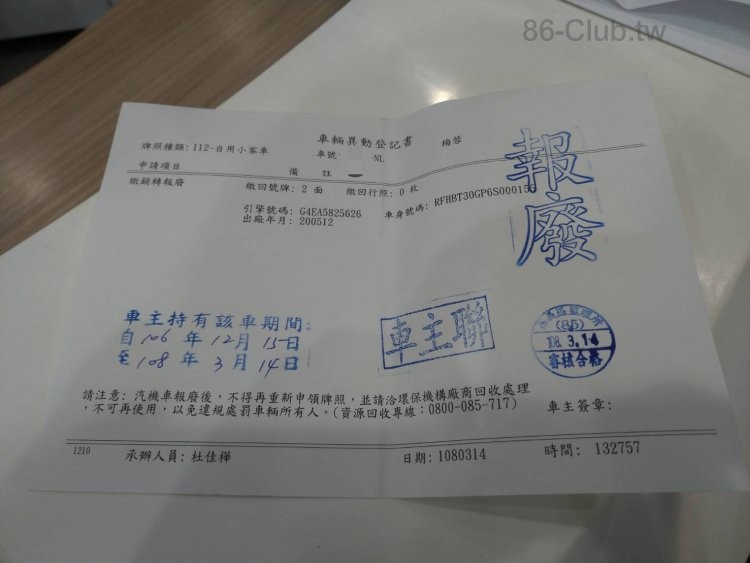 86-Club.tw
車輛異動登記書
牌照種類: 112-自用小客車 車號 NL
申請項目 備 註
繳銷轉報廢 繳回號牌: 2 面 繳回行照: 0 枚
引擎號碼: G4EA5825626 車身號碼: RFHBT30GP6S00015
出廠年月: 200512
報廢
車主持有該車期間:
自106年12月15日
至108年3月14日
車主聯
(85)
108. 3. 14
審核合格
請注意: 汽機車報廢後,不得再重新申領牌照,並請洽環保機構廠商回收處理
,不可再使用,以免違規處罰車輛所有人。(資源回收專線:0800-085-717)
車主簽章:
1210
承辦人員: 杜佳樺 日期: 1080314 時間: 132757